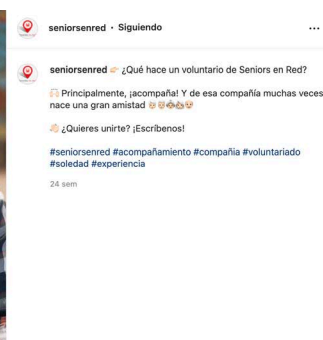 seniorsenred • Siguiendo
seniorsenred 👉🏼 ¿Qué hace un voluntario de Seniors en Red?
Principalmente, ¡acompaña! Y de esa compañía muchas veces
nace una gran amistad
👋🏼 ¿Quieres unirte? ¡Escríbenos!
#seniorsenred #acompañamiento #compañia #voluntariado
#soledad #experiencia
24 sem